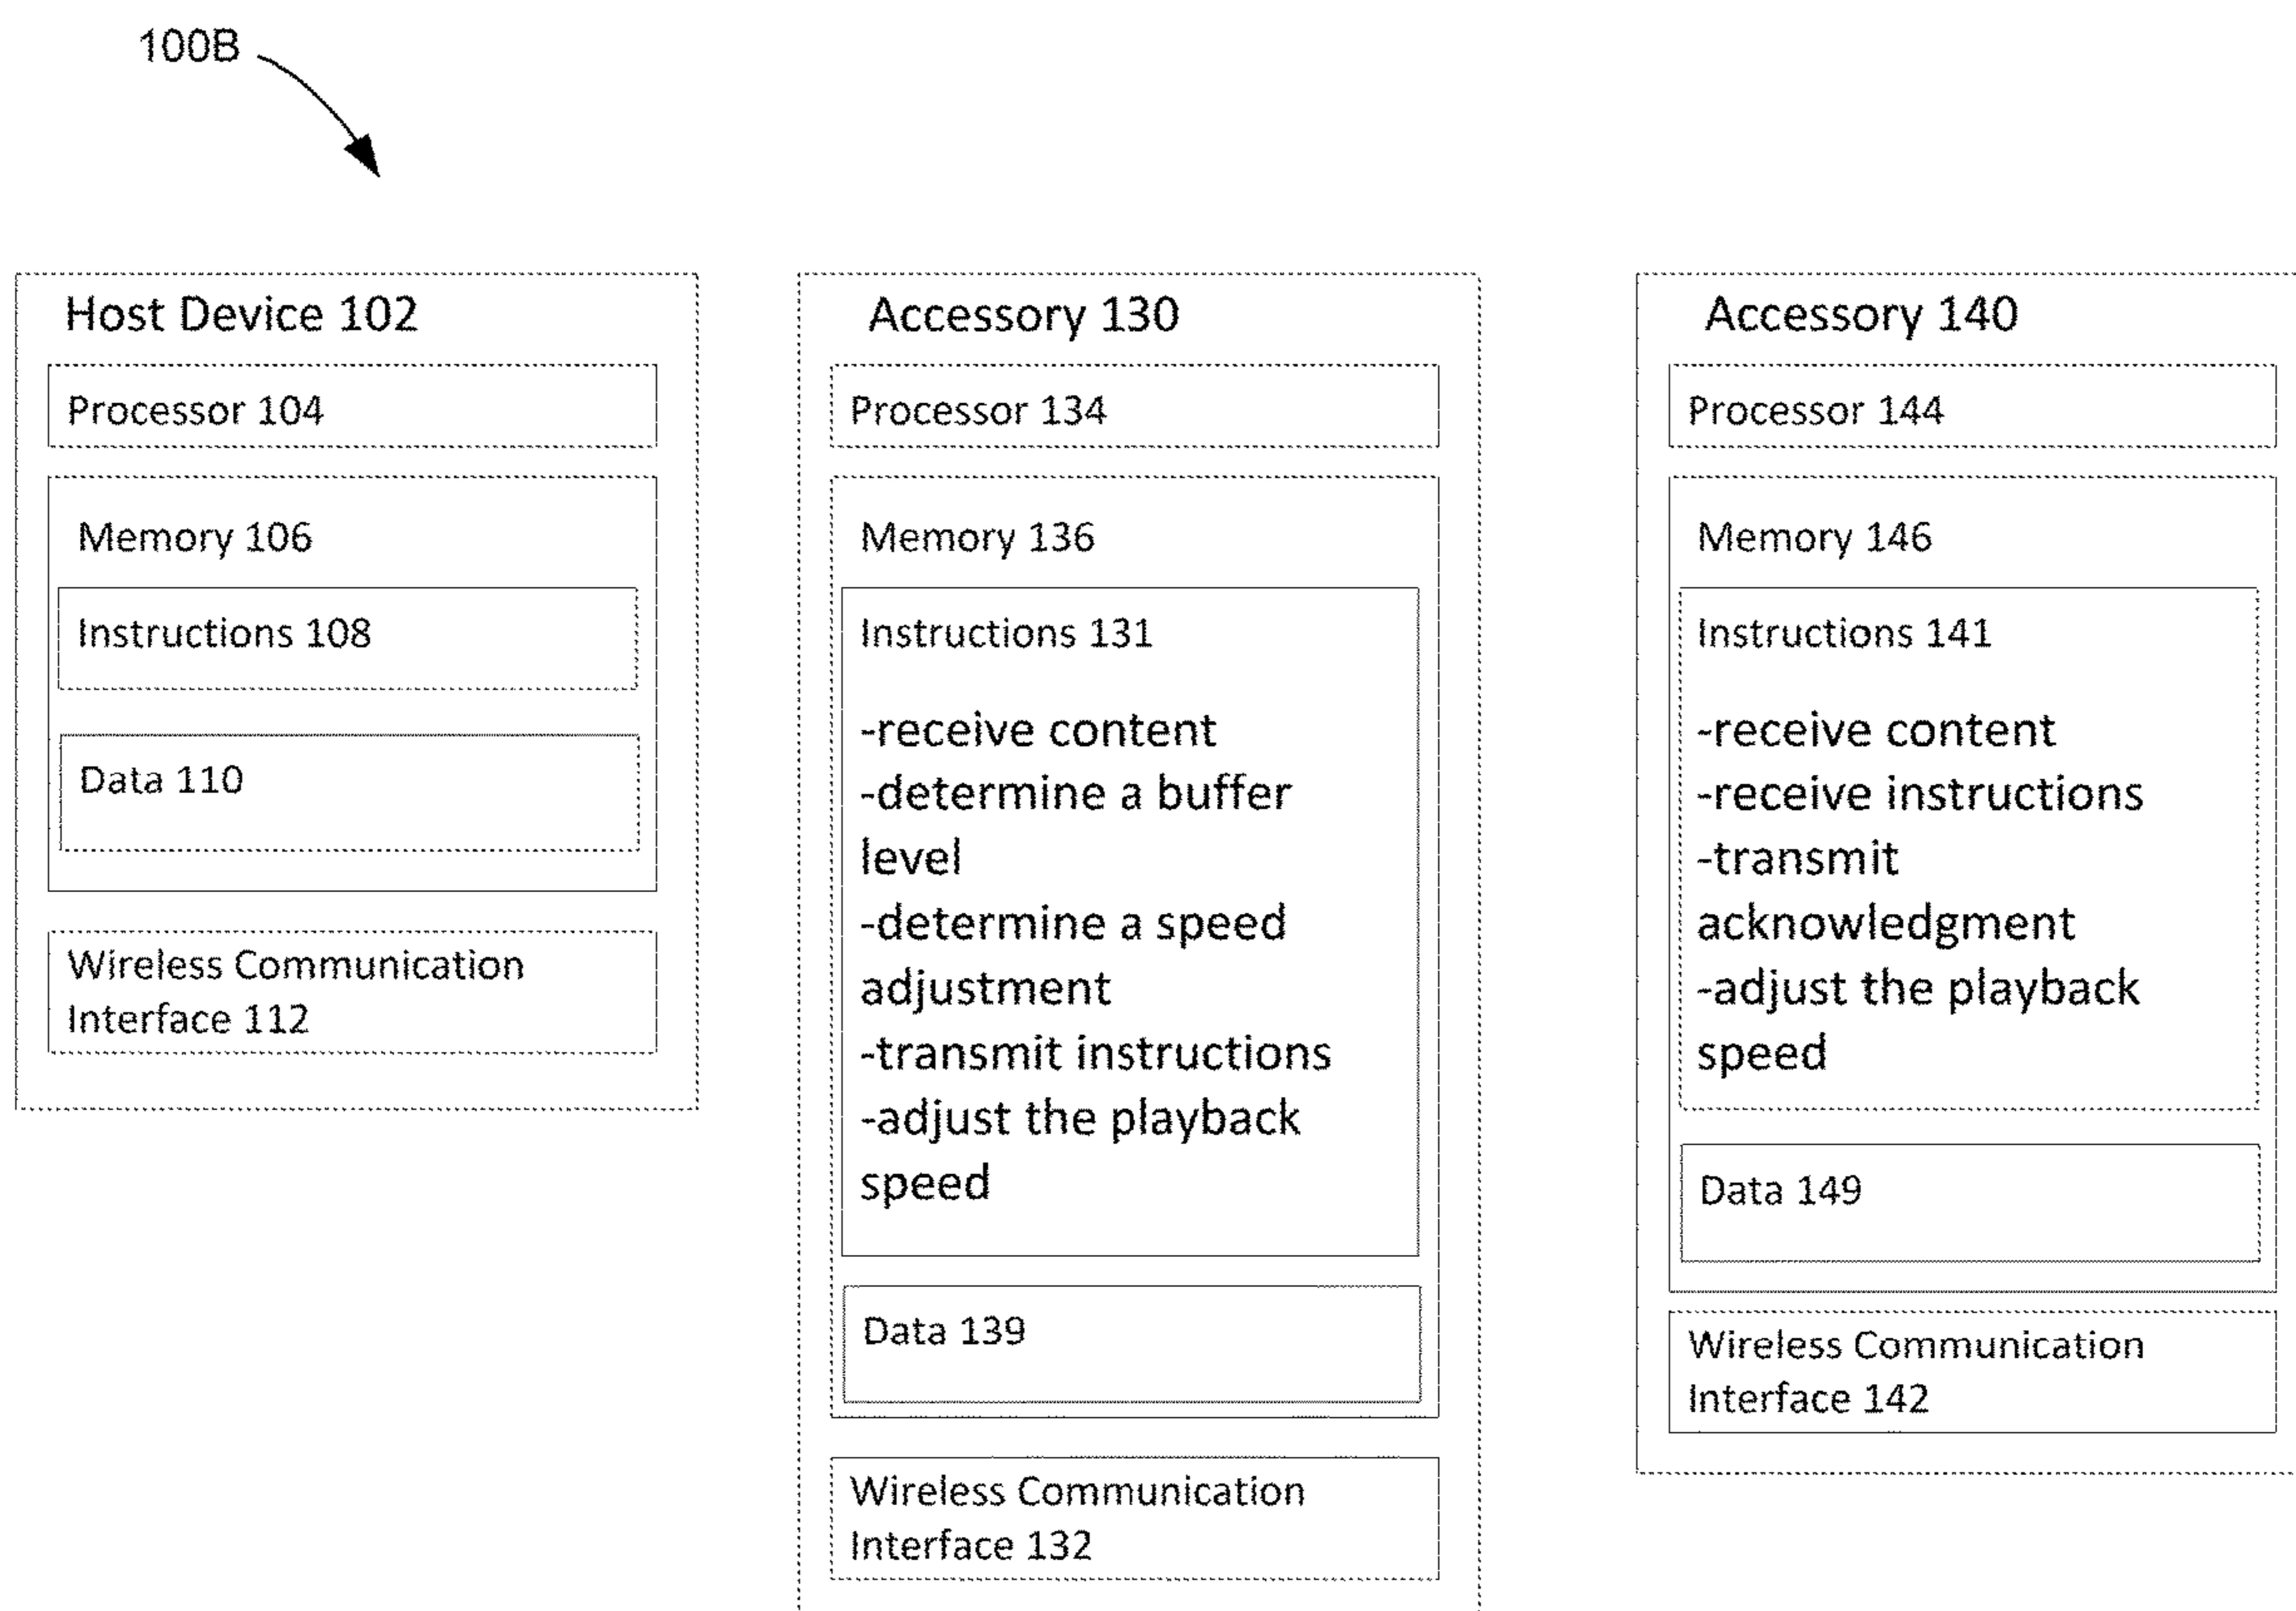 100B
Host Device 102
Processor 104
Memory 106
Instructions 108
Data 110
Wireless Communication
Interface 112
Accessory 130
Processor 134
Memory 136
Instructions 131
-receive content
-determine a buffer
level
-determine a speed
adjustment
-transmit instructions
-adjust the playback
speed
Data 139
Wireless Communication
Interface 132
Accessory 140
Processor 144
Memory 146
Instructions 141
-receive content
-receive instructions
-transmit
acknowledgment
-adjust the playback
speed
Data 149
Wireless Communication
Interface 142